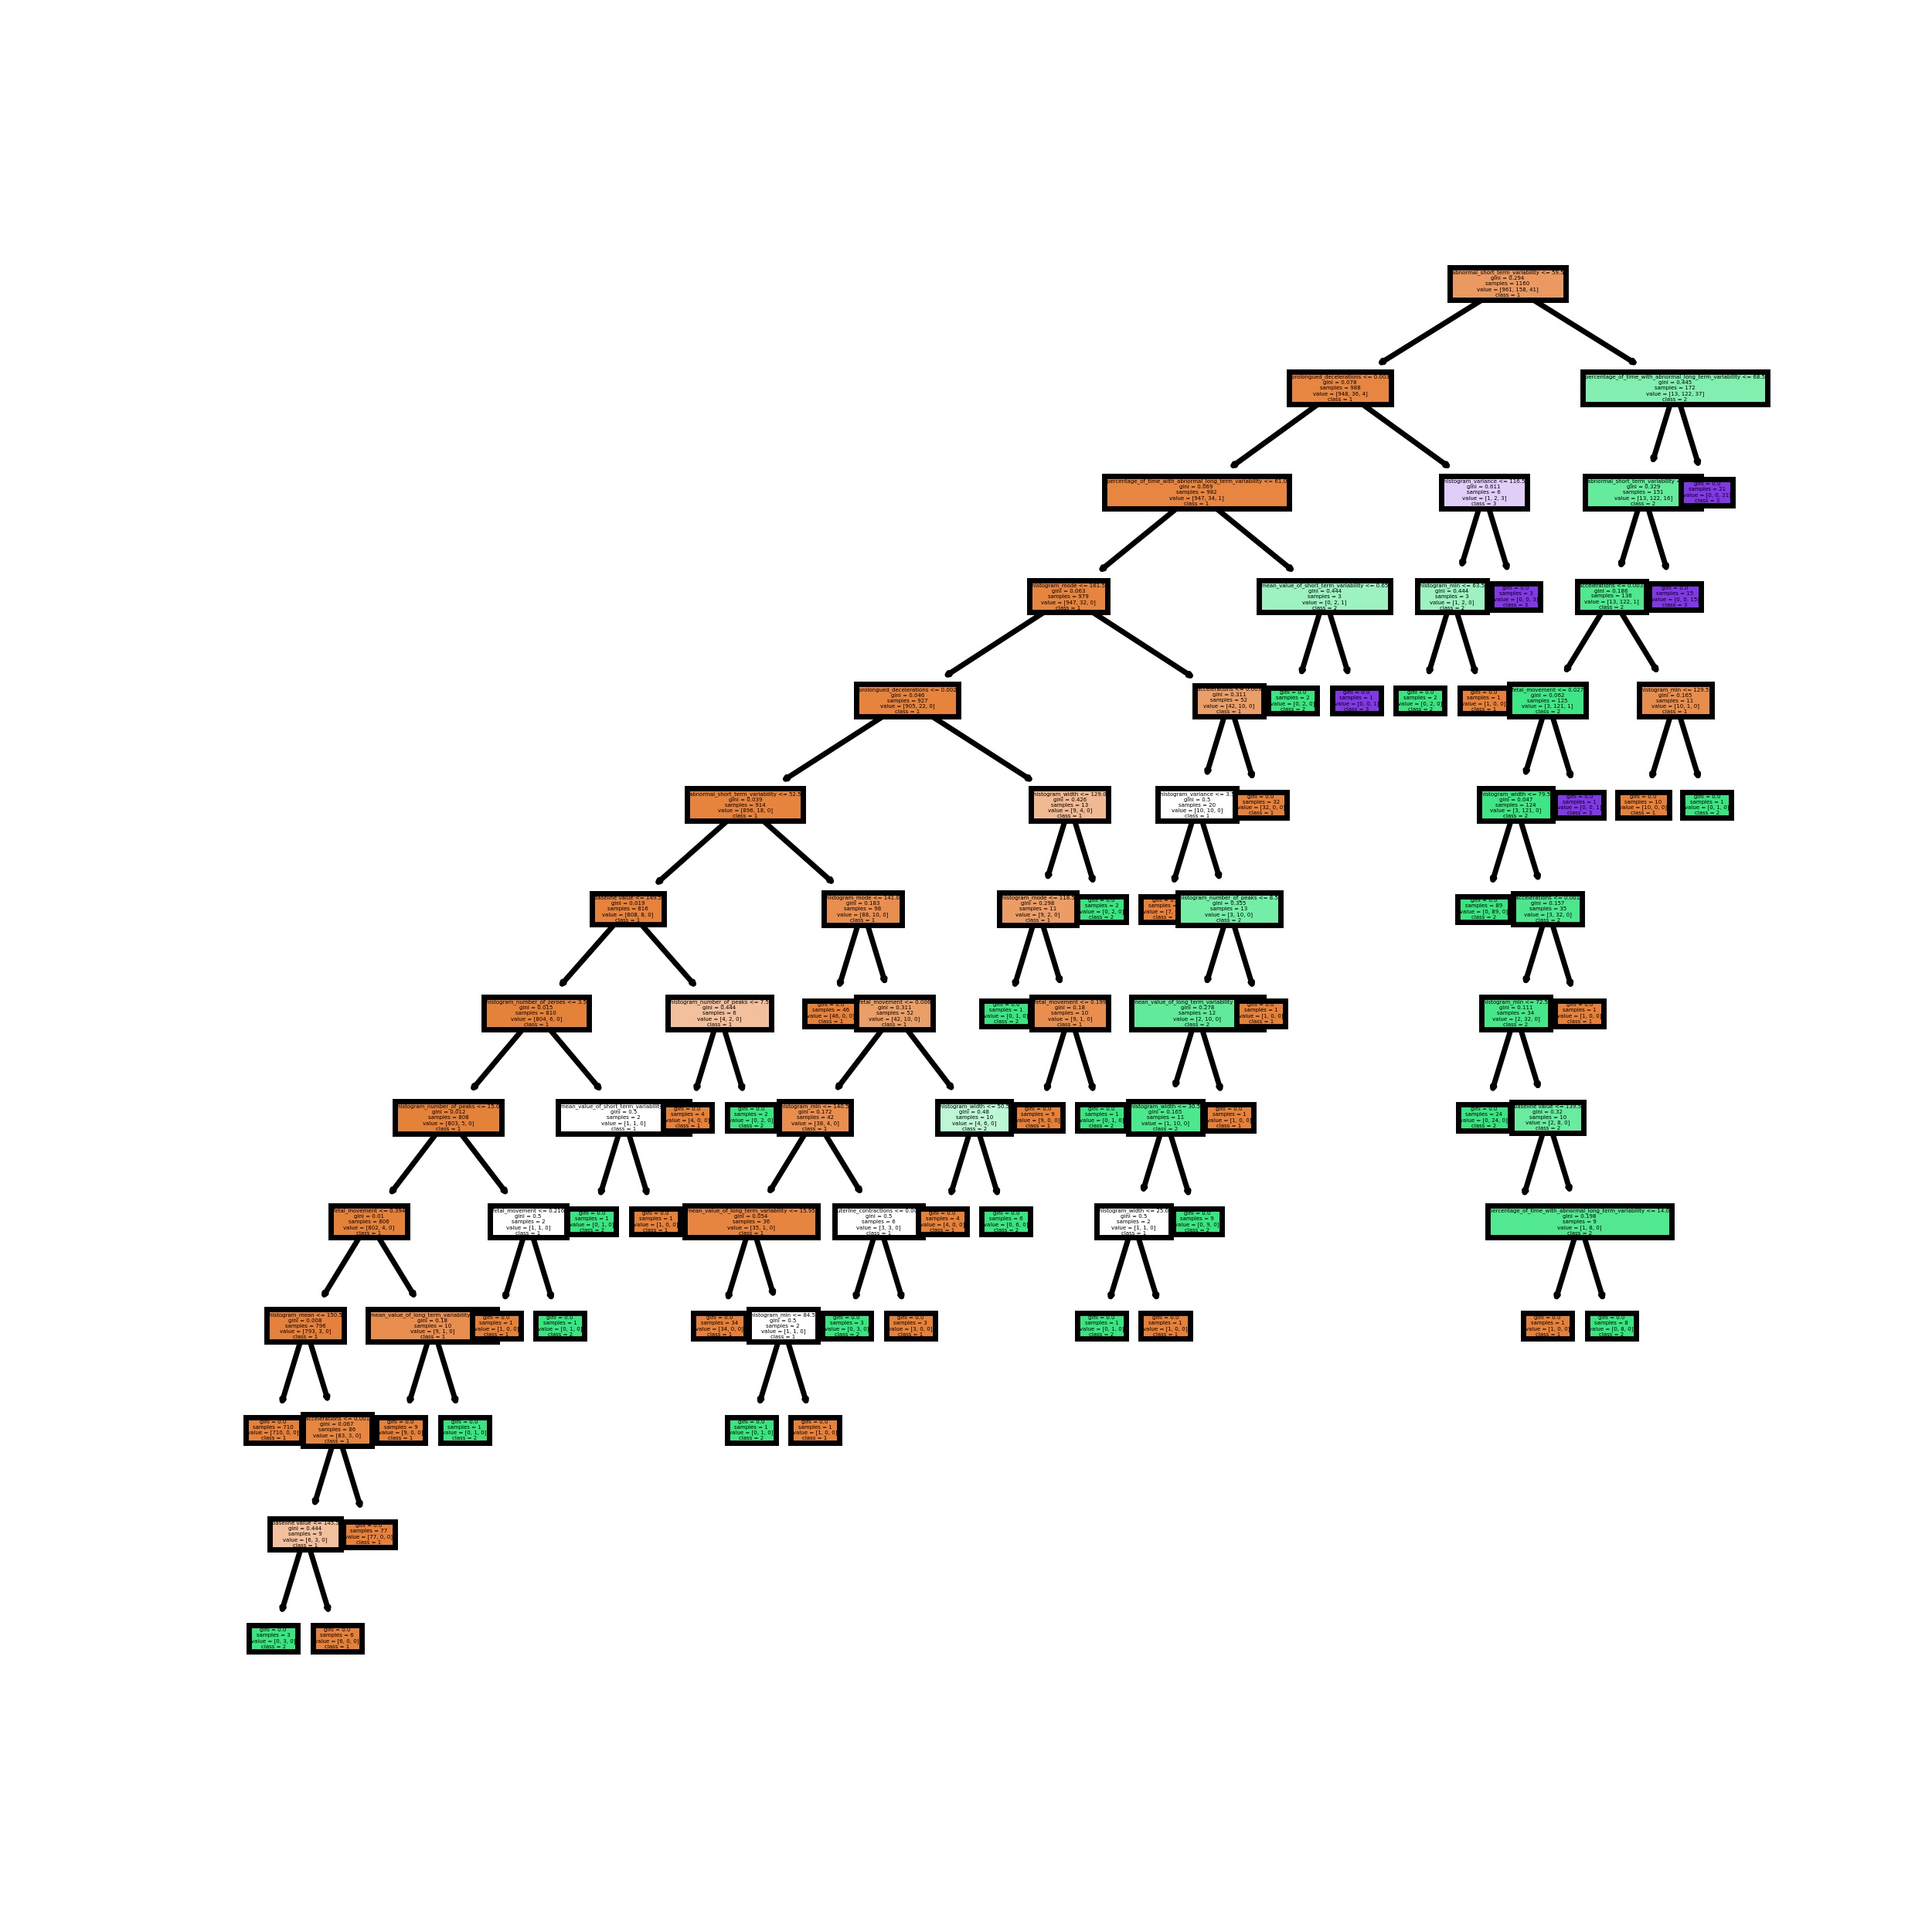 abnormal_short_term_variability <= 59.5
gini = 0.294
samples = 1160
value = [961, 158, 41]
class = 1
prolongued_decelerations <= 0.001
gini = 0.078
samples = 988
value = [948, 36, 4]
class = 1
percentage_of_time_with_abnormal_long_term_variability <= 68.5
gini = 0.445
samples = 172
value = [13, 122, 37]
class = 2
percentage_of_time_with_abnormal_long_term_variability <= 61.0
gini = 0.069
samples = 982
value = [947, 34, 1]
class = 1
histogram_variance <= 116.5
gini = 0.611
samples = 6
value = [1, 2, 3]
class = 3
abnormal_short_term_variability
gini = 0.329
samples = 151
value = [13, 122, 16]
class = 2
gini = 0.0
samples = 21
value = [0, 0, 21]
class = 3
histogram_mode <= 161.5
gini = 0.063
samples = 979
value = [947, 32, 0]
class = 1
mean_value_of_short_term_variability <= 0.65
gini = 0.444
samples = 3
value = [0, 2, 1]
class = 2
histogram_min <= 63.5
gini = 0.444
samples = 3
value = [1, 2, 0]
class = 2
gini = 0.0
samples = 3
value = [0, 0, 3]
class = 3
gini = 0.186
samples = 136
value = [13, 122, 1]
class = 2
gini = 0.0
samples = 15
value = [0, 0, 15]
class = 3
prolongued_decelerations <= 0.002
gini = 0.046
samples = 927
value = [905, 22, 0]
class = 1
gini = 0.311
samples = 52
value = [42, 10, 0]
class = 1
gini = 0.0
samples = 2
value = [0, 2, 0]
class = 2
gini = 0.0
samples = 1
value = [0, 0, 1]
class = 3
gini = 0.0
samples = 2
value = [0, 2, 0]
class = 2
gini = 0.0
samples = 1
value = [1, 0, 0]
class = 1
fetal_movement <= 0.027
gini = 0.062
samples = 125
value = [3, 121, 1]
class = 2
histogram_min <= 129.5
gini = 0.165
samples = 11
value = [10, 1, 0]
class = 1
abnormal_short_term_variability <= 52.5
gini = 0.039
samples = 914
value = [896, 18, 0]
class = 1
histogram_width <= 129.0
gini = 0.426
samples = 13
value = [9, 4, 0]
class = 1
histogram_variance <= 3.5
gini = 0.5
samples = 20
value = [10, 10, 0]
class = 1
gini = 0.0
samples = 32
value = [32, 0, 0]
class = 1
histogram_width <= 79.5
gini = 0.047
samples = 124
value = [3, 121, 0]
class = 2
gini = 0.0
samples = 1
value = [0, 0, 1]
class = 3
gini = 0.0
samples = 10
value = [10, 0, 0]
class = 1
gini = 0.0
samples = 1
value = [0, 1, 0]
class = 2
baseline value <= 149.5
gini = 0.019
samples = 816
value = [808, 8, 0]
class = 1
histogram_mode <= 141.0
gini = 0.183
samples = 98
value = [88, 10, 0]
class = 1
histogram_mode <= 118.5
gini = 0.298
samples = 11
value = [9, 2, 0]
class = 1
gini = 0.0
samples = 2
value = [0, 2, 0]
class = 2
histogram_number_of_peaks <= 8.5
gini = 0.355
samples = 13
value = [3, 10, 0]
class = 2
gini = 0.0
samples = 89
value = [0, 89, 0]
class = 2
gini = 0.157
samples = 35
value = [3, 32, 0]
class = 2
histogram_number_of_zeroes <= 3.5
gini = 0.015
samples = 810
value = [804, 6, 0]
class = 1
histogram_number_of_peaks <= 7.5
gini = 0.444
samples = 6
value = [4, 2, 0]
class = 1
gini = 0.0
samples = 46
value = [46, 0, 0]
class = 1
fetal_movement <= 0.006
gini = 0.311
samples = 52
value = [42, 10, 0]
class = 1
gini = 0.0
samples = 1
value = [0, 1, 0]
class = 2
fetal_movement <= 0.199
gini = 0.18
samples = 10
value = [9, 1, 0]
class = 1
mean_value_of_long_term_variability
gini = 0.278
samples = 12
value = [2, 10, 0]
class = 2
gini = 0.0
samples = 1
value = [1, 0, 0]
class = 1
histogram_min <= 72.5
gini = 0.111
samples = 34
value = [2, 32, 0]
class = 2
gini = 0.0
samples = 1
value = [1, 0, 0]
class = 1
histogram_number_of_peaks <= 15.0
gini = 0.012
samples = 808
value = [803, 5, 0]
class = 1
mean_value_of_short_term_variability
gini = 0.5
samples = 2
value = [1, 1, 0]
class = 1
gini = 0.0
samples = 4
value = [4, 0, 0]
class = 1
gini = 0.0
samples = 2
value = [0, 2, 0]
class = 2
histogram_min <= 140.5
gini = 0.172
samples = 42
value = [38, 4, 0]
class = 1
histogram_width <= 50.5
gini = 0.48
samples = 10
value = [4, 6, 0]
class = 2
gini = 0.0
samples = 9
value = [9, 0, 0]
class = 1
gini = 0.0
samples = 1
value = [0, 1, 0]
class = 2
histogram_width <= 30.5
gini = 0.165
samples = 11
value = [1, 10, 0]
class = 2
gini = 0.0
samples = 1
value = [1, 0, 0]
class = 1
gini = 0.0
samples = 24
value = [0, 24, 0]
class = 2
baseline value <= 139.5
gini = 0.32
samples = 10
value = [2, 8, 0]
class = 2
fetal_movement <= 0.394
gini = 0.01
samples = 806
value = [802, 4, 0]
class = 1
fetal_movement <= 0.216
gini = 0.5
samples = 2
value = [1, 1, 0]
class = 1
gini = 0.0
samples = 1
value = [0, 1, 0]
class = 2
gini = 0.0
samples = 1
value = [1, 0, 0]
class = 1
mean_value_of_long_term_variability <= 15.95
gini = 0.054
samples = 36
value = [35, 1, 0]
class = 1
uterine_contractions <= 0.00
gini = 0.5
samples = 6
value = [3, 3, 0]
class = 1
gini = 0.0
samples = 4
value = [4, 0, 0]
class = 1
gini = 0.0
samples = 6
value = [0, 6, 0]
class = 2
histogram_width <= 25.0
gini = 0.5
samples = 2
value = [1, 1, 0]
class = 1
gini = 0.0
samples = 9
value = [0, 9, 0]
class = 2
percentage_of_time_with_abnormal_long_term_variability <= 14.0
gini = 0.198
samples = 9
value = [1, 8, 0]
class = 2
histogram_mean <= 150.5
gini = 0.008
samples = 796
value = [793, 3, 0]
class = 1
mean_value_of_long_term_variability
gini = 0.18
samples = 10
value = [9, 1, 0]
class = 1
gini = 0.0
samples = 1
value = [1, 0, 0]
class = 1
gini = 0.0
samples = 1
value = [0, 1, 0]
class = 2
gini = 0.0
samples = 34
value = [34, 0, 0]
class = 1
histogram_min <= 84.5
gini = 0.5
samples = 2
value = [1, 1, 0]
class = 1
gini = 0.0
samples = 3
value = [0, 3, 0]
class = 2
gini = 0.0
samples = 3
value = [3, 0, 0]
class = 1
gini = 0.0
samples = 1
value = [0, 1, 0]
class = 2
gini = 0.0
samples = 1
value = [1, 0, 0]
class = 1
gini = 0.0
samples = 1
value = [1, 0, 0]
class = 1
gini = 0.0
samples = 8
value = [0, 8, 0]
class = 2
gini = 0.0
samples = 710
value = [710, 0, 0]
class = 1
gini = 0.067
samples = 86
value = [83, 3, 0]
class = 1
gini = 0.0
samples = 9
value = [9, 0, 0]
class = 1
gini = 0.0
samples = 1
value = [0, 1, 0]
class = 2
gini = 0.0
samples = 1
value = [0, 1, 0]
class = 2
gini = 0.0
samples = 1
value = [1, 0, 0]
class = 1
baseline value <= 145.5
gini = 0.444
samples = 9
value = [6, 3, 0]
class = 1
gini = 0.0
samples = 77
value = [77, 0, 0]
class = 1
gini = 0.0
samples = 3
value = [0, 3, 0]
class = 2
gini = 0.0
samples = 6
value = [6, 0, 0]
class = 1